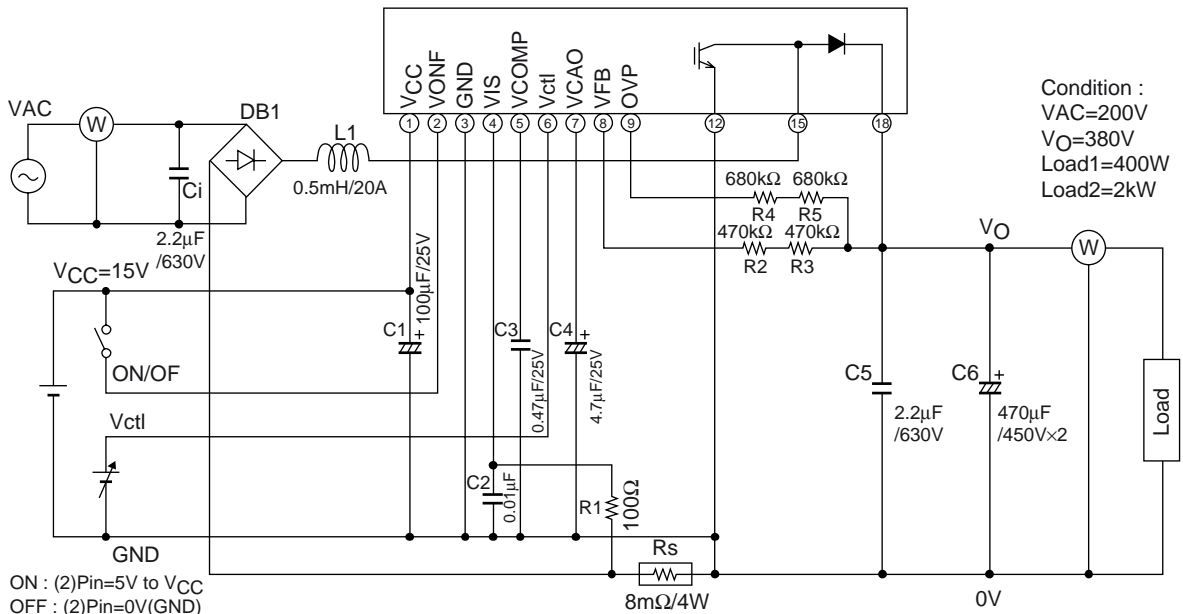 VCC
VONF
GND
VIS
VCOMP
Vctl
VCAO
VFB
OVP
1
2
3
4
5
6
7
8
9
12
15
18
VAC
W
DB1
L1
0.5mH/20A
Ci
2.2µF
/630V
Condition :
VAC=200V
VO=380V
Load1=400W
Load2=2kW
680kΩ
680kΩ
R4
R5
470kΩ
470kΩ
R2
R3
VO
W
VCC=15V
ON/OF
Vctl
C1
+
100µF/25V
C3
0.47µF/25V
C4
+
4.7µF/25V
C2
0.01µF
R1
100Ω
C5
2.2µF
/630V
C6
+
470µF
/450V×2
Load
GND
Rs
8mΩ/4W
0V
ON : (2)Pin=5V to VCC
OFF : (2)Pin=0V(GND)